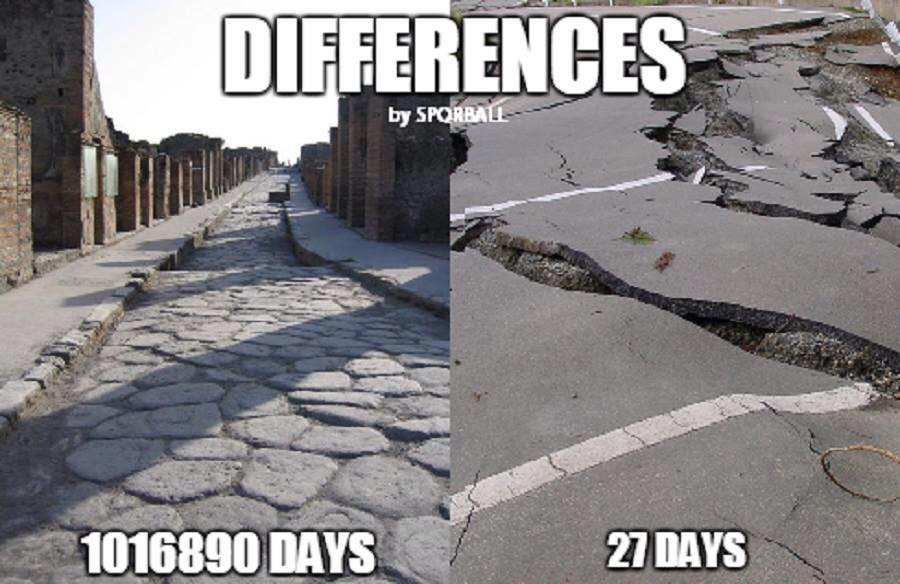 DIFFERENCES
by SPQRBALL
1016890 DAYS
27 DAYS